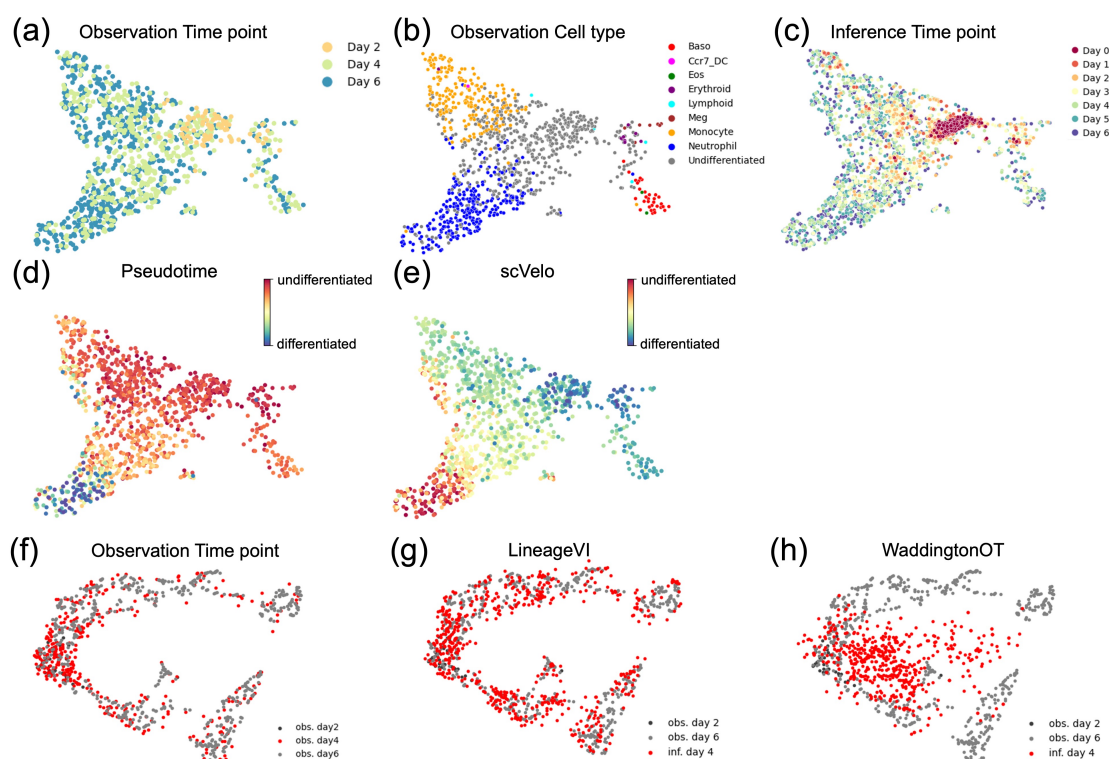 (a) Observation Time point
Day 2
Day 4
Day 6
(b) Observation Cell type
Baso
Ccr7_DC
Eos
Erythroid
Lymphoid
Meg
Monocyte
Neutrophil
Undifferentiated
(c) Inference Time point
Day 0
Day 1
Day 2
Day 3
Day 4
Day 5
Day 6
(d) Pseudotime
undifferentiated
differentiated
(e) scVelo
undifferentiated
differentiated
(f) Observation Time point
obs. day2
obs. day4
obs. day6
(g) LineageVI
obs. day 2
obs. day 6
inf. day 4
(h) WaddingtonOT
obs. day 2
obs. day 6
inf. day 4